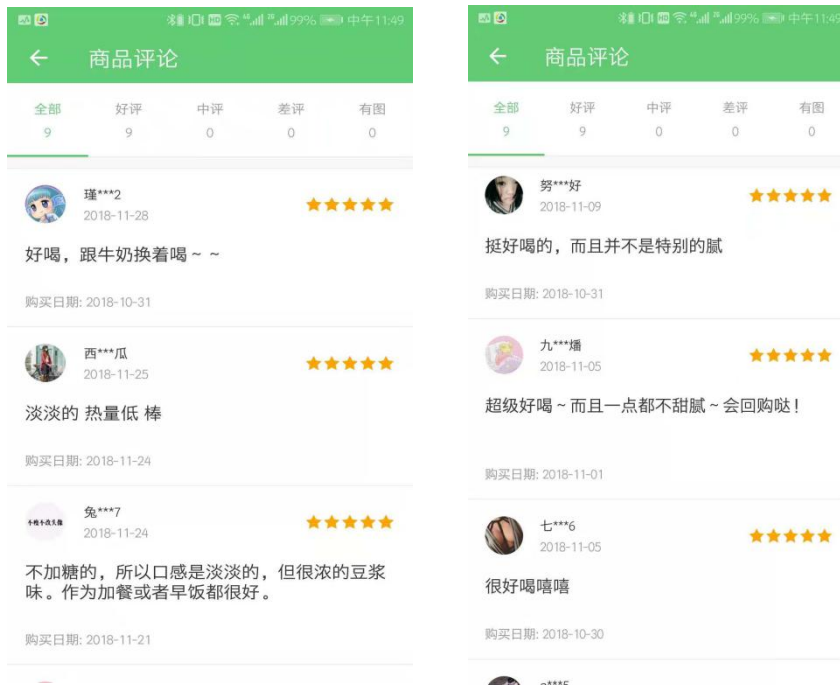 99% 中午11:49
商品评论
全部 好评 中评 差评 有图
9 9 0 0 0
瑾***2
2018-11-28
好喝，跟牛奶换着喝~ ~
购买日期: 2018-10-31
西***瓜
2018-11-25
淡淡的 热量低 棒
购买日期: 2018-11-24
兔***7
2018-11-24
不加糖的，所以口感是淡淡的，但很浓的豆浆
味。作为加餐或者早饭都很好。
购买日期: 2018-11-21
99% 中午11:49
商品评论
全部 好评 中评 差评 有图
9 9 0 0 0
努***好
2018-11-09
挺好喝的，而且并不是特别的腻
购买日期: 2018-10-31
九***燔
2018-11-05
超级好喝~而且一点都不甜腻~会回购哒！
购买日期: 2018-11-01
七***6
2018-11-05
很好喝嘻嘻
购买日期: 2018-10-30